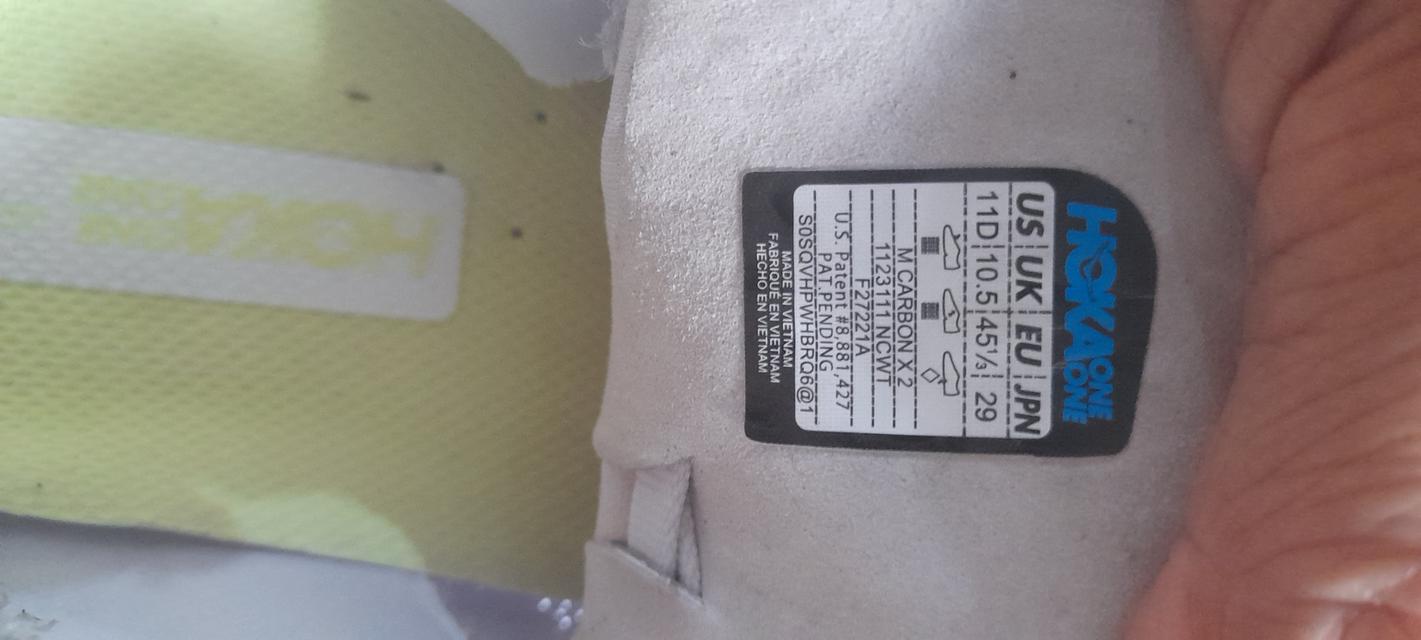 HOKA ONE ONE
US UK EU JPN
11D 10.5 45⅓ 29
M CARBON X 2
1123111 NCWT
F27221A
U.S. Patent #8,881,427
PAT.PENDING
S0SQVHPWHBRQ6@1
MADE IN VIETNAM
FABRIQUÉ EN VIETNAM
HECHO EN VIETNAM
HOKA